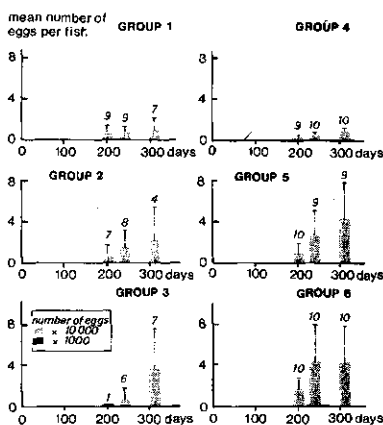 mean number of
eggs per fish.
GROUP 1
GROUP 4
8
4
0
9 9 7
0 100 200 300 days
8
4
0
9 10 10
0 100 200 300 days
GROUP 2
GROUP 5
8
4
0
7 8 4
0 100 200 300 days
8
4
0
10 9 9
0 100 200 300 days
GROUP 3
GROUP 6
number of eggs
x 10000
x 1000
8
4
0
1 6 7
0 100 200 300 days
8
4
0
10 10 10
0 100 200 300 days